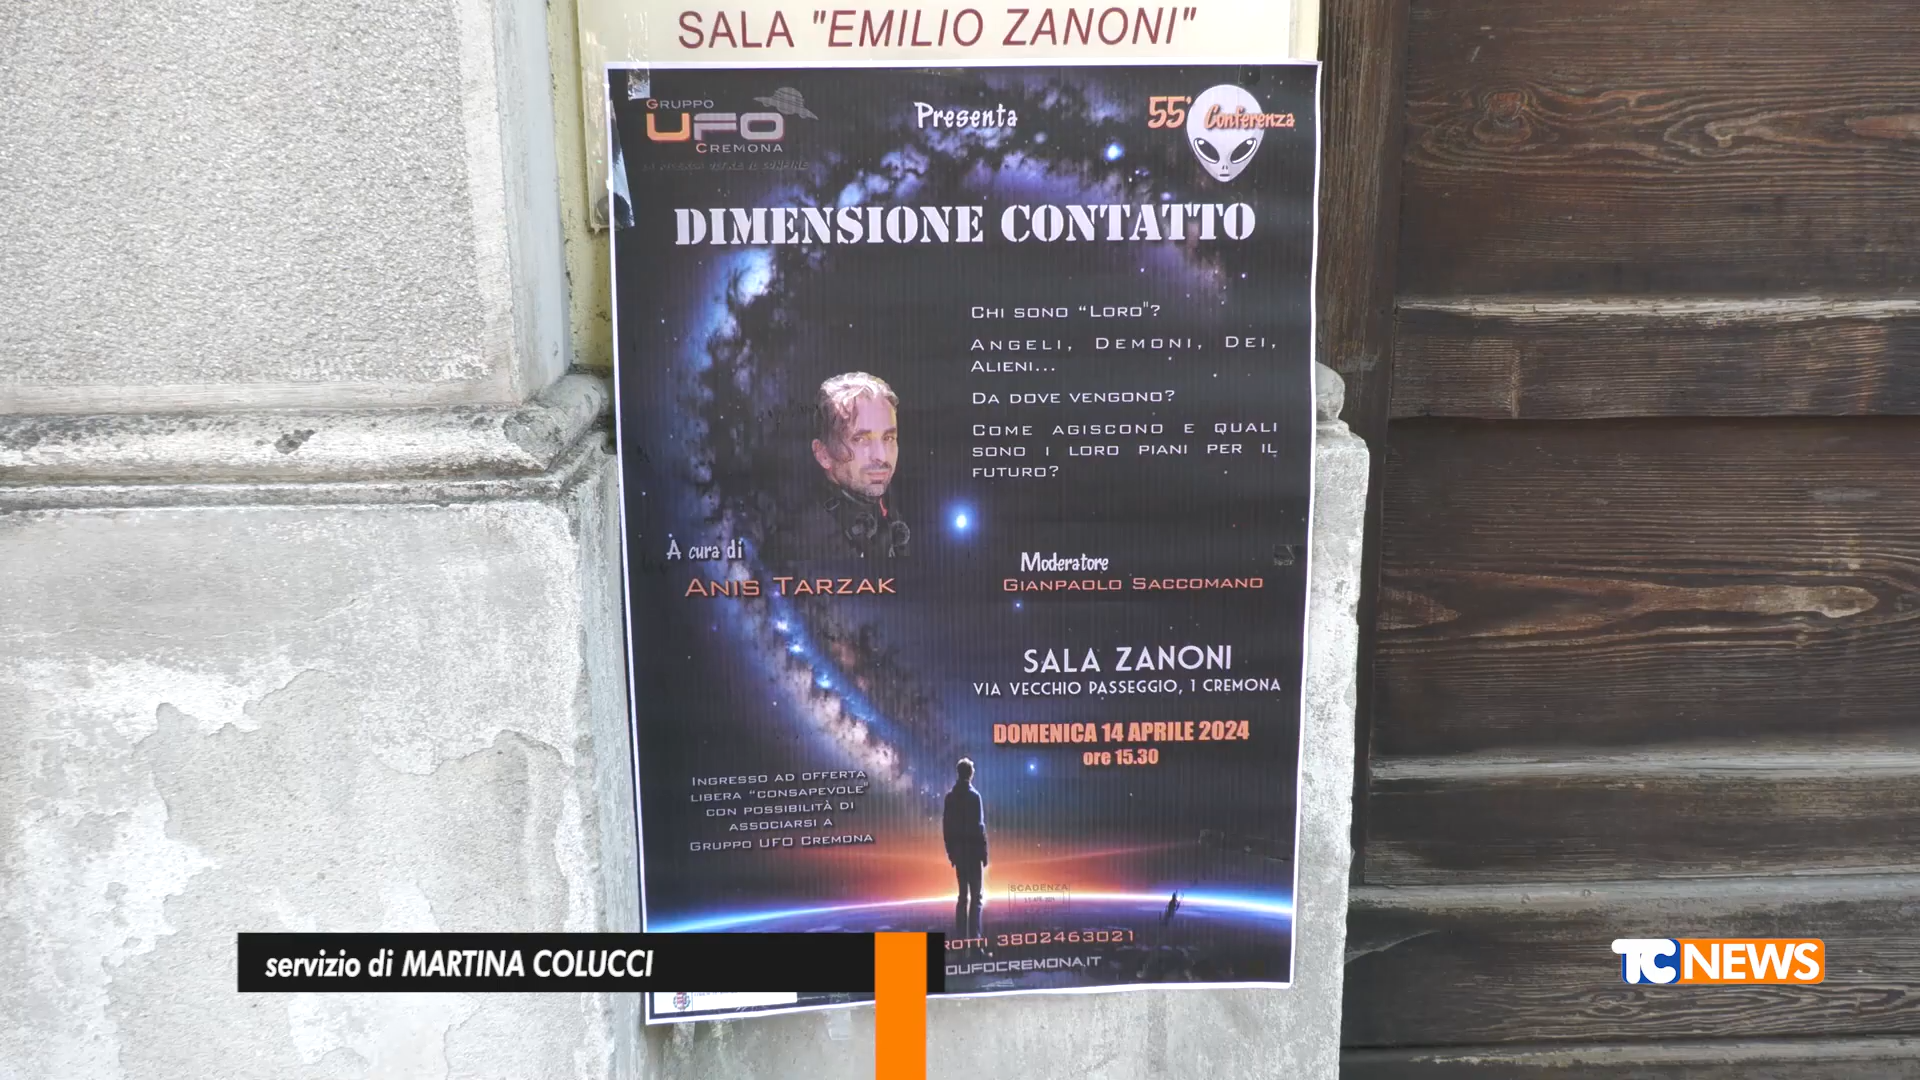 SALA "EMILIO ZANONI"
GRUPPO
UFO
CREMONA
Presenta
55ª Conferenza
DIMENSIONE CONTATTO
CHI SONO “LORO"?
ANGELI, DEMONI, DEI,
ALIENI...
DA DOVE VENGONO?
COME AGISCONO E QUALI
SONO I LORO PIANI PER IL
FUTURO?
A cura di
ANIS TARZAK
Moderatore
GIANPAOLO SACCOMANO
SALA ZANONI
VIA VECCHIO PASSEGGIO, 1 CREMONA
DOMENICA 14 APRILE 2024
ore 15.30
INGRESSO AD OFFERTA
LIBERA “CONSAPEVOLE"
CON POSSIBILITÀ DI
ASSOCIARSI A
GRUPPO UFO CREMONA
SCADENZA
ROTTI 3802463021
OUFOCREMONA.IT
servizio di MARTINA COLUCCI
TC NEWS